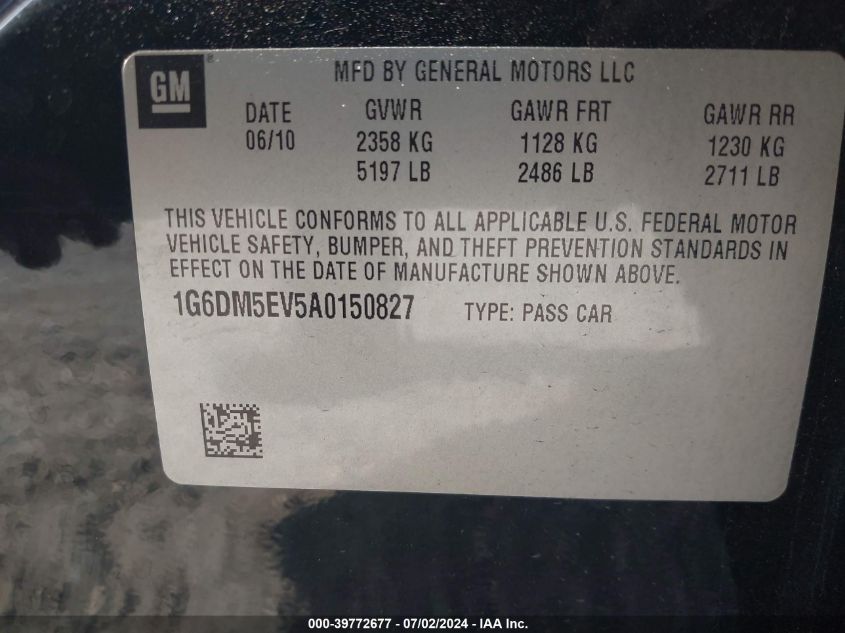 GM®
MFD BY GENERAL MOTORS LLC
DATE GVWR GAWR FRT GAWR RR
06/10 2358 KG 1128 KG 1230 KG
5197 LB 2486 LB 2711 LB
THIS VEHICLE CONFORMS TO ALL APPLICABLE U.S. FEDERAL MOTOR
VEHICLE SAFETY, BUMPER, AND THEFT PREVENTION STANDARDS IN
EFFECT ON THE DATE OF MANUFACTURE SHOWN ABOVE.
1G6DM5EV5A0150827 TYPE: PASS CAR
000-39772677 - 07/02/2024 - IAA Inc.